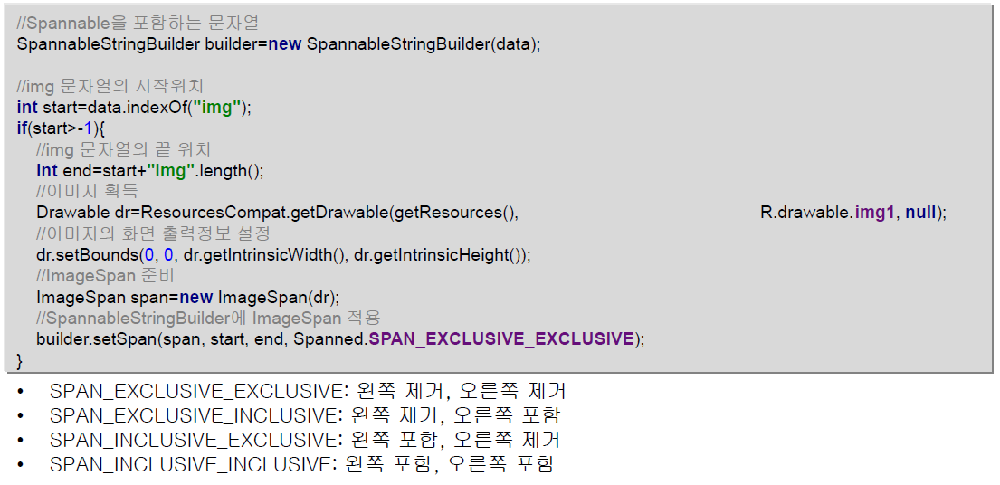 //Spannable을 포함하는 문자열
SpannableStringBuilder builder=new SpannableStringBuilder(data);
//img 문자열의 시작위치
int start=data.indexOf("img");
if(start>-1){
//img 문자열의 끝 위치
int end=start+"img".length();
//이미지 획득
Drawable dr=ResourcesCompat.getDrawable(getResources(), R.drawable.img1, null);
//이미지의 화면 출력정보 설정
dr.setBounds(0, 0, dr.getIntrinsicWidth(), dr.getIntrinsicHeight());
//ImageSpan 준비
ImageSpan span=new ImageSpan(dr);
//SpannableStringBuilder에 ImageSpan 적용
builder.setSpan(span, start, end, Spanned.SPAN_EXCLUSIVE_EXCLUSIVE);
}
• SPAN_EXCLUSIVE_EXCLUSIVE: 왼쪽 제거, 오른쪽 제거
• SPAN_EXCLUSIVE_INCLUSIVE: 왼쪽 제거, 오른쪽 포함
• SPAN_INCLUSIVE_EXCLUSIVE: 왼쪽 포함, 오른쪽 제거
• SPAN_INCLUSIVE_INCLUSIVE: 왼쪽 포함, 오른쪽 포함